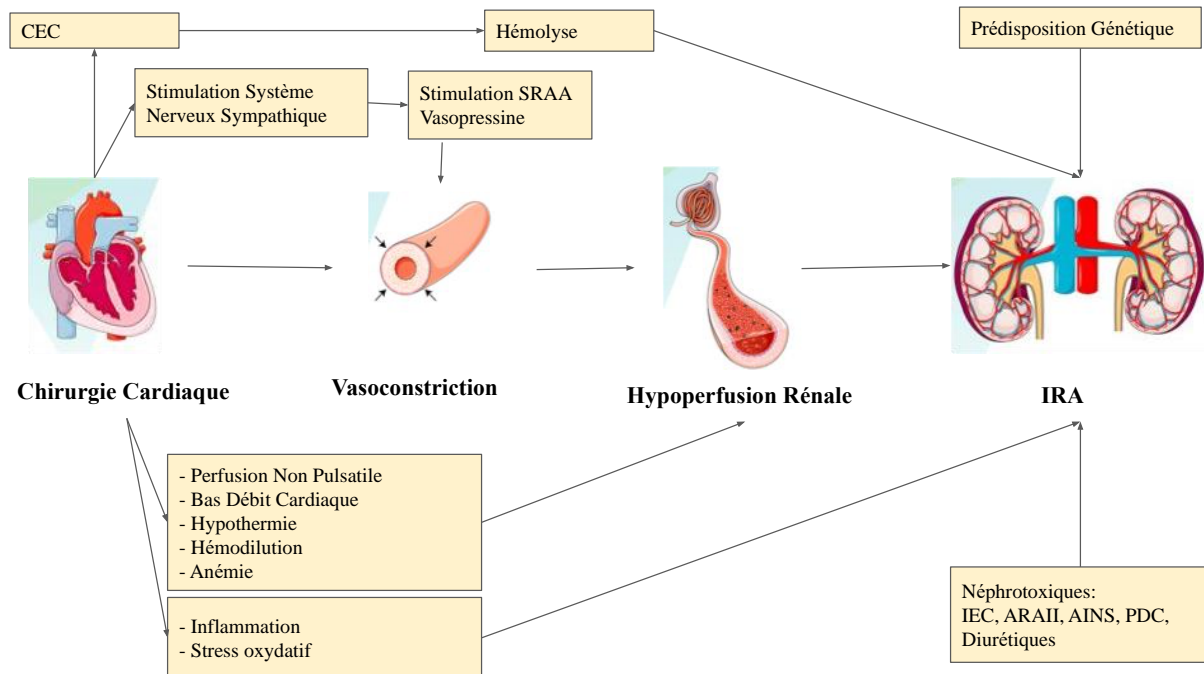 CEC
Hémolyse
Prédisposition Génétique
Stimulation Système
Nerveux Sympathique
Stimulation SRAA
Vasopressine
Chirurgie Cardiaque
Vasoconstriction
Hypoperfusion Rénale
IRA
- Perfusion Non Pulsatile
- Bas Débit Cardiaque
- Hypothermie
- Hémodilution
- Anémie
- Inflammation
- Stress oxydatif
Néphrotoxiques:
IEC, ARAII, AINS, PDC,
Diurétiques